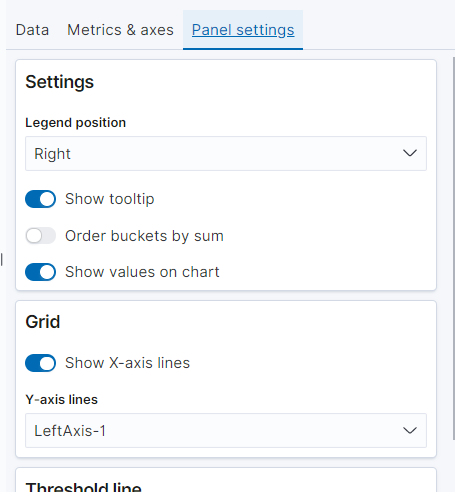 Data Metrics & axes Panel settings
Settings
Legend position
Right
Show tooltip
Order buckets by sum
Show values on chart
Grid
Show X-axis lines
Y-axis lines
LeftAxis-1
Threshold line